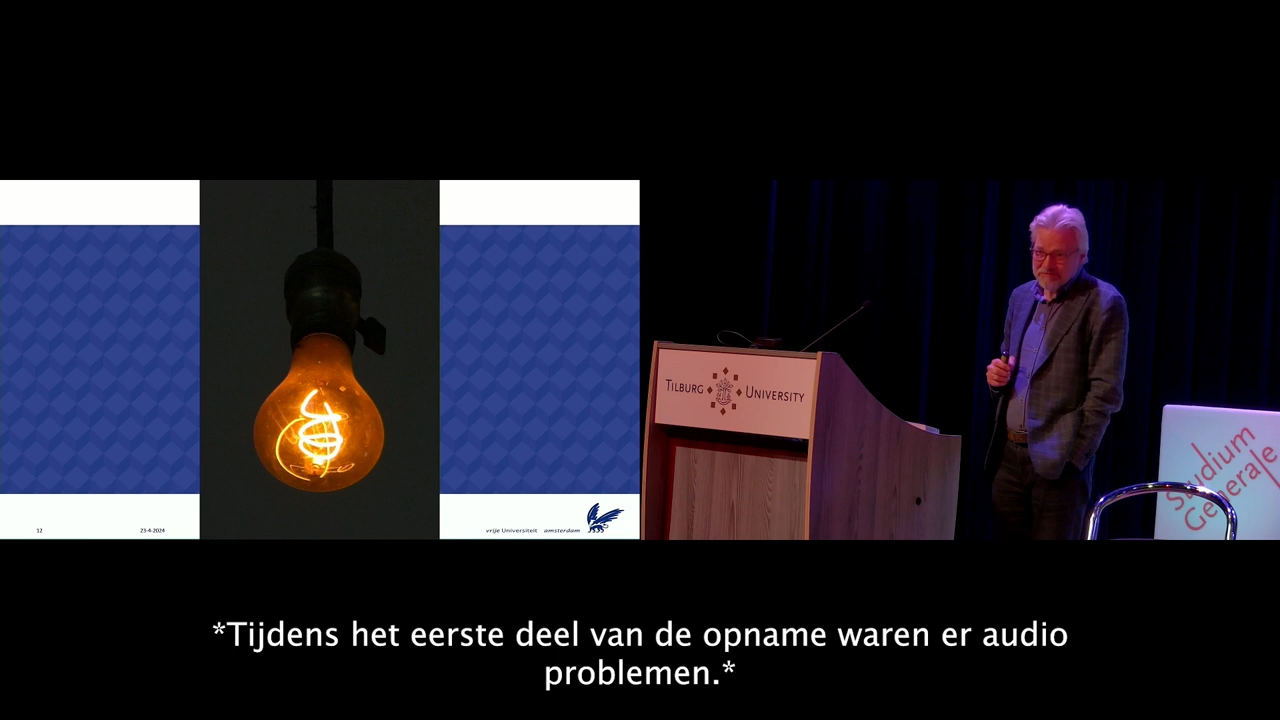 12
23-4-2024
vrije Universiteit amsterdam
TILBURG UNIVERSITY
Studium
Generale
*Tijdens het eerste deel van de opname waren er audio
problemen.*